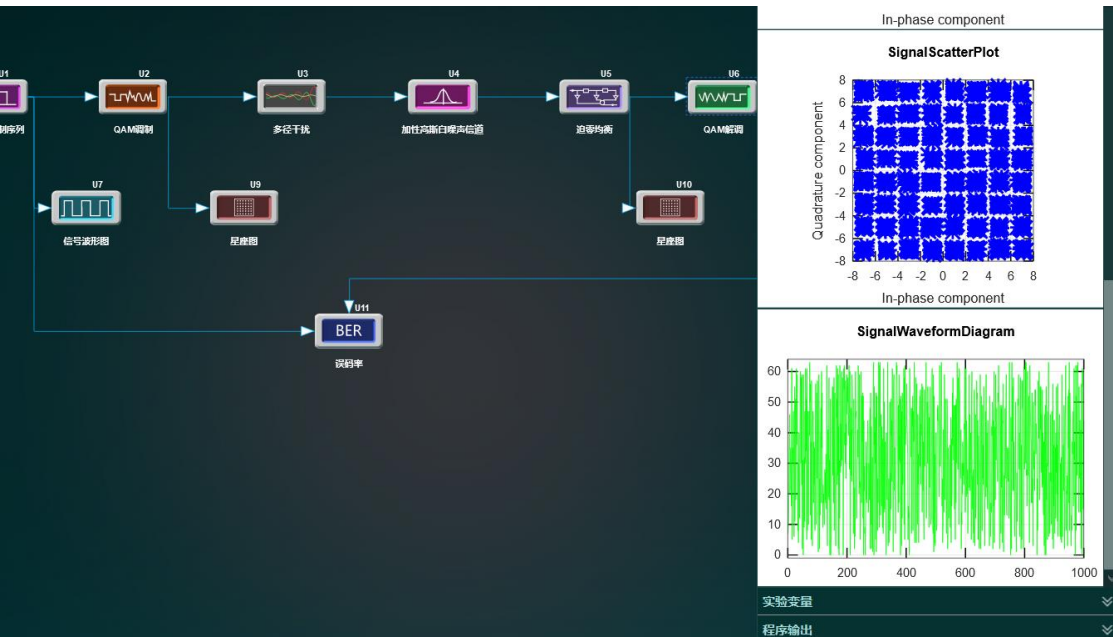 U1
U2
U3
U4
U5
U6
制序列
QAM调制
多径干扰
加性高斯白噪声信道
迫零均衡
QAM解调
U7
U9
U10
信号波形图
星座图
星座图
U11
BER
误码率
In-phase component
SignalScatterPlot
Quadrature component
8
6
4
2
0
-2
-4
-6
-8
-8 -6 -4 -2 0 2 4 6 8
In-phase component
SignalWaveformDiagram
60
50
40
30
20
10
0
0 200 400 600 800 1000
实验变量
程序输出